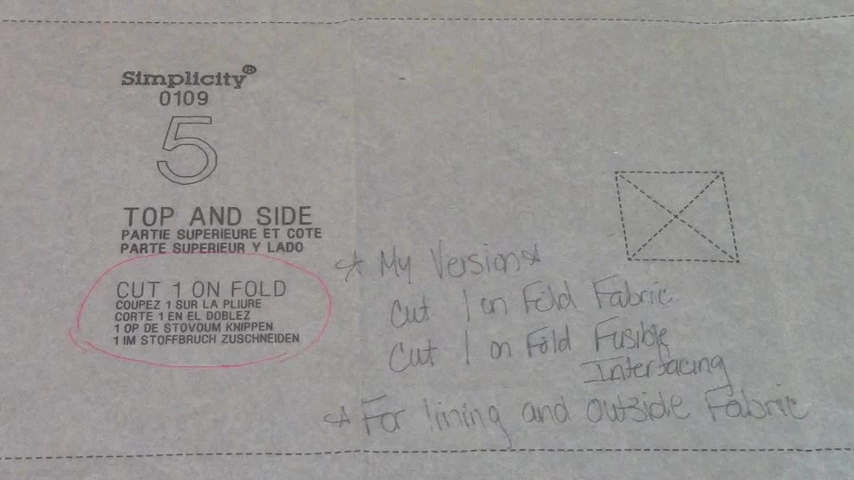 Simplicity®
0109
5
TOP AND SIDE
PARTIE SUPERIEURE ET COTE
PARTE SUPERIEUR Y LADO
CUT 1 ON FOLD
COUPEZ 1 SUR LA PLIURE
CORTE 1 EN EL DOBLEZ
1 OP DE STOVOUM KNIPPEN
1 IM STOFFBRUCH ZUSCHNEIDEN
* My Version*
Cut 1 on Fold Fabric
Cut 1 on Fold Fusible
Interfacing
* For lining and outside Fabric